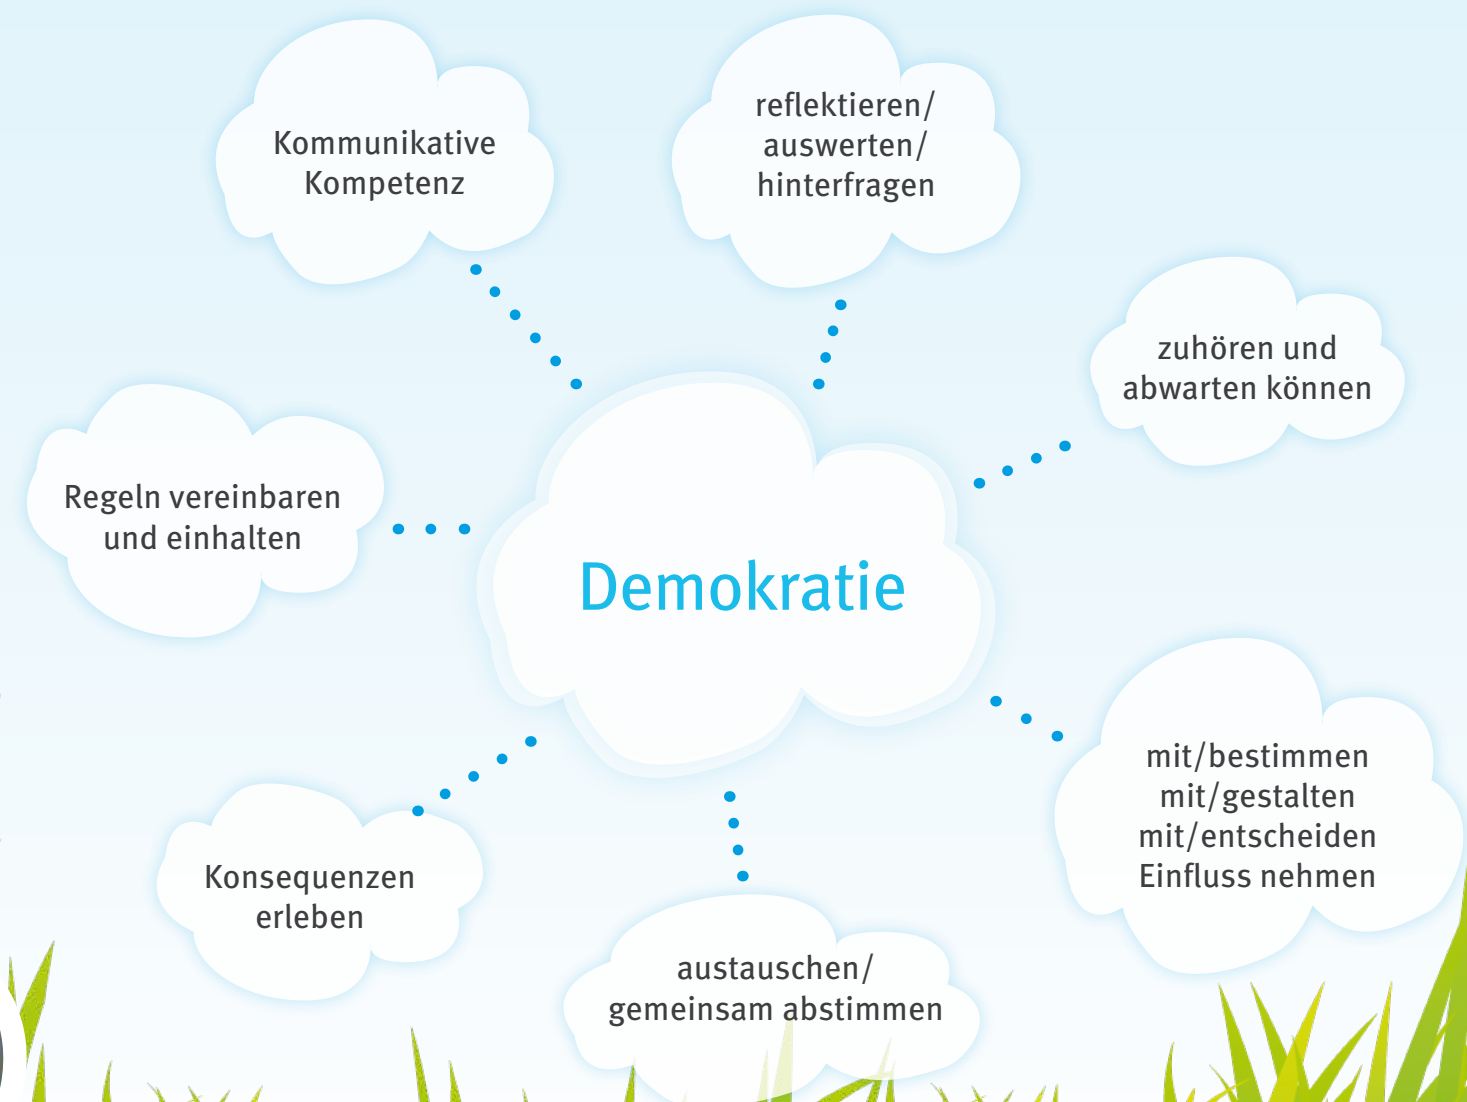 Kommunikative
Kompetenz
reflektieren/
auswerten/
hinterfragen
zuhören und
abwarten können
Regeln vereinbaren
und einhalten
Demokratie
mit/bestimmen
mit/gestalten
mit/entscheiden
Einfluss nehmen
Konsequenzen
erleben
austauschen/
gemeinsam abstimmen